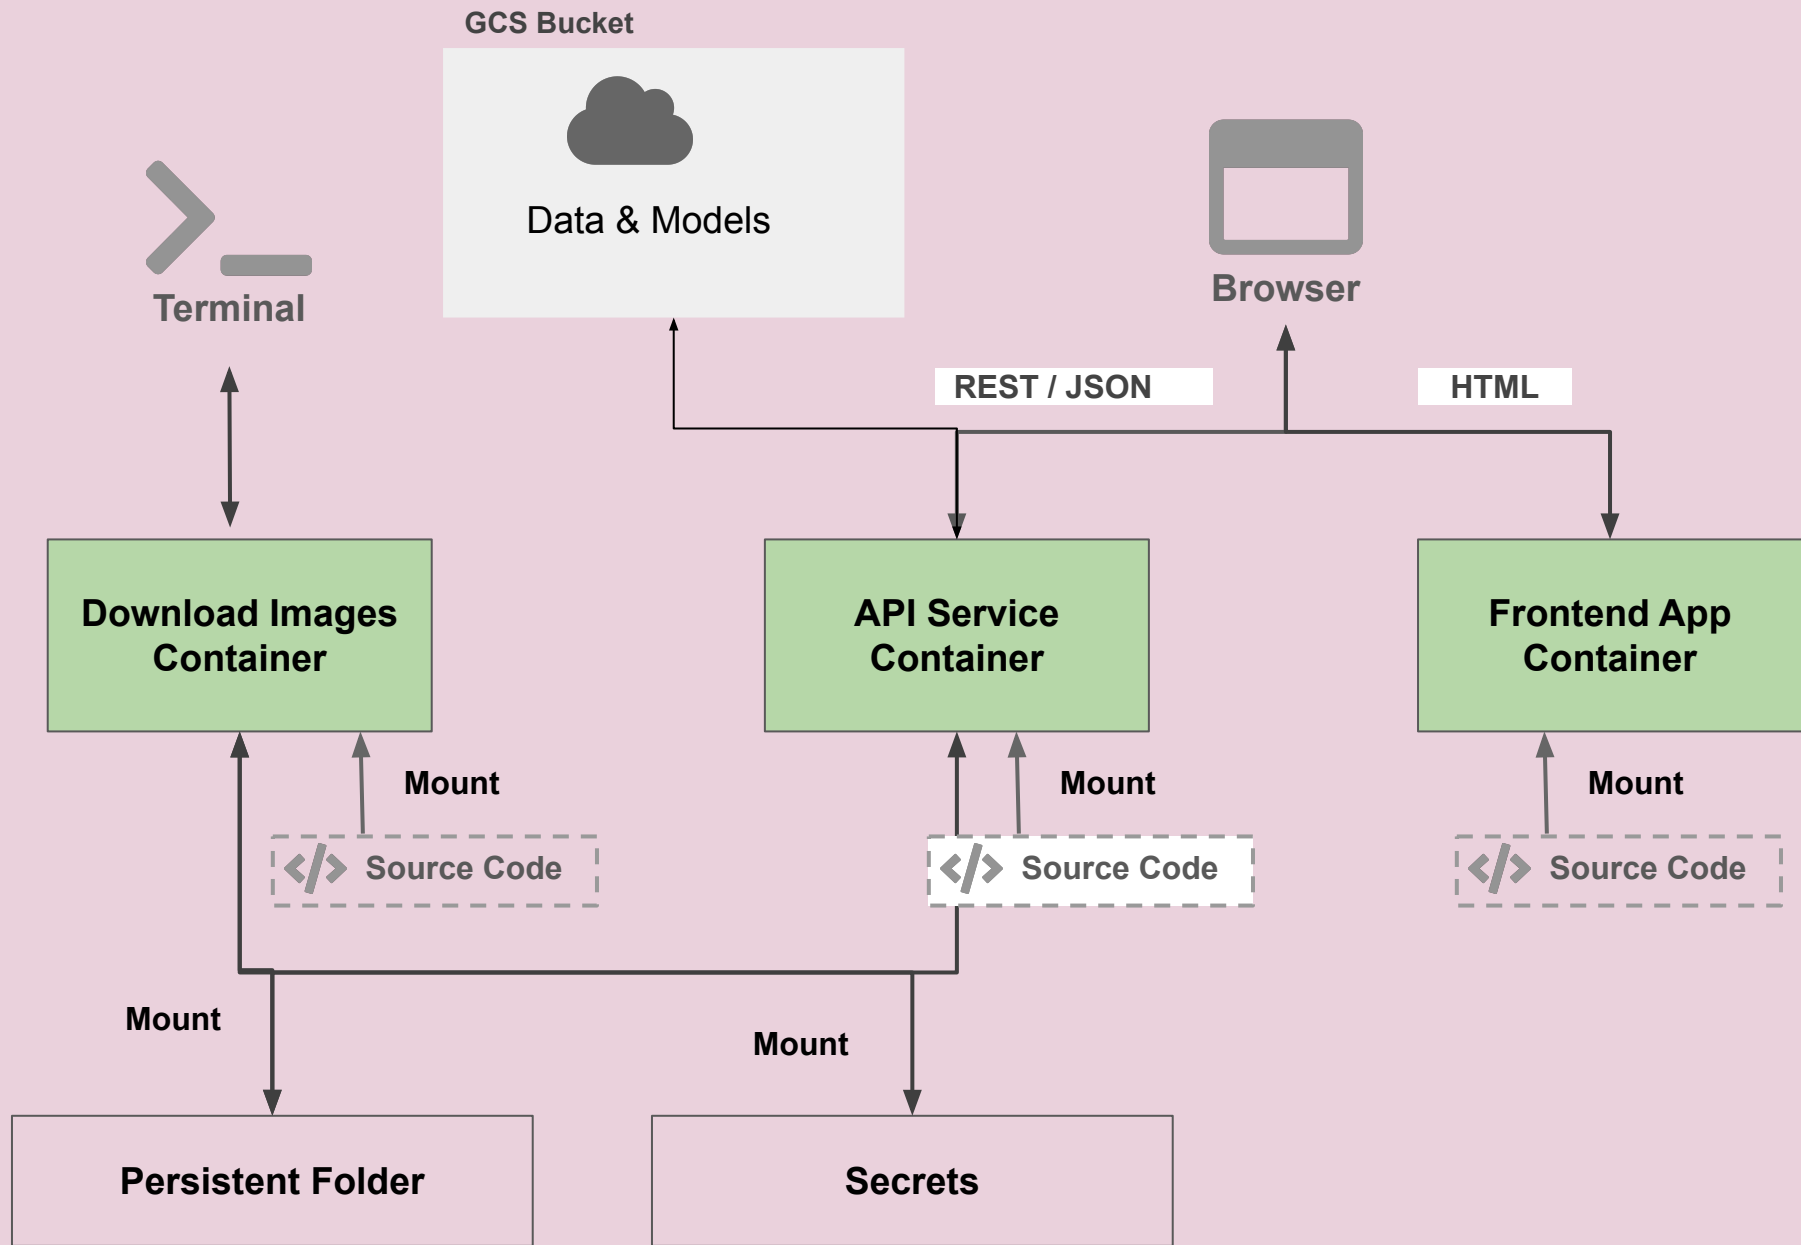 GCS Bucket
Data & Models
Terminal
Browser
REST / JSON
HTML
Download Images
Container
API Service
Container
Frontend App
Container
Mount
Mount
Mount
</> Source Code
</> Source Code
</> Source Code
Mount
Mount
Persistent Folder
Secrets